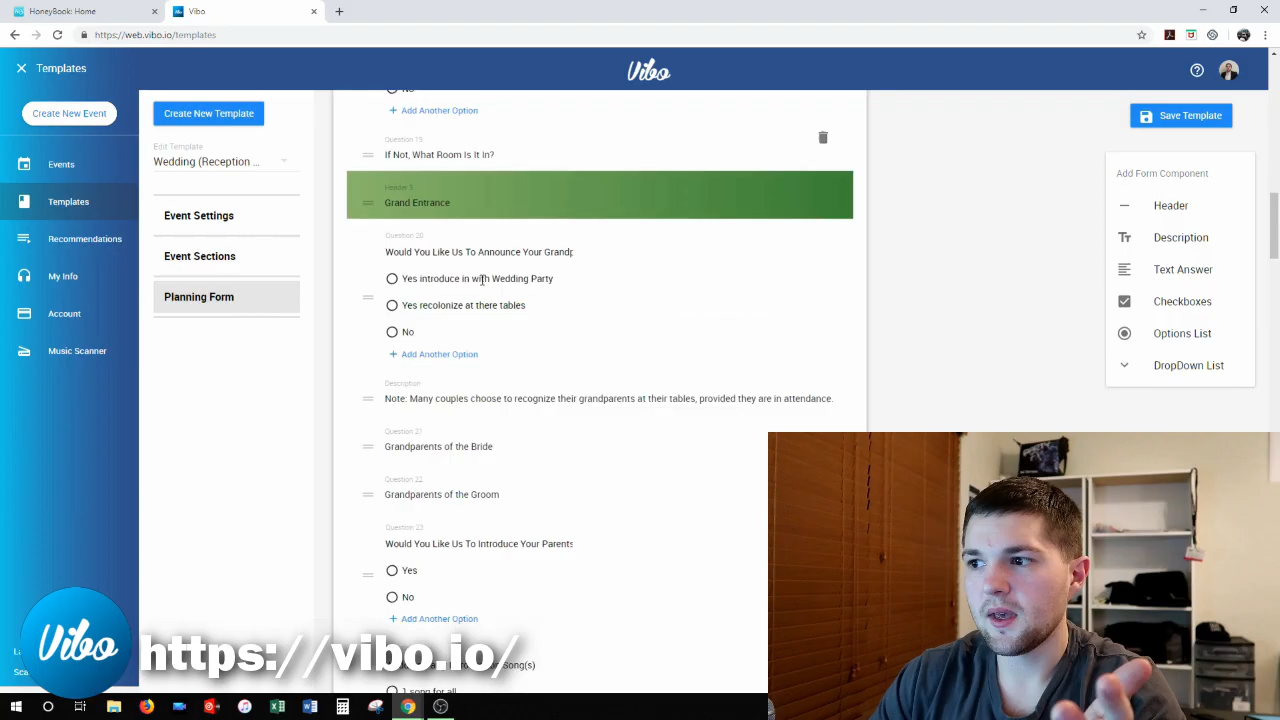 HoneyBook: Home
Vibo
https://web.vibo.io/templates
Templates
Vibo
Create New Event
Create New Template
Save Template
Events
Templates
Recommendations
My Info
Account
Music Scanner
Edit Template
Wedding (Reception ...
Event Settings
Event Sections
Planning Form
+ Add Another Option
Question 19
If Not, What Room Is It In?
Grand Entrance
Question 20
Would You Like Us To Announce Your Grandp
Yes introduce in with Wedding Party
Yes recolonize at there tables
No
+ Add Another Option
Description
Note: Many couples choose to recognize their grandparents at their tables, provided they are in attendance.
Question 21
Grandparents of the Bride
Question 22
Grandparents of the Groom
Question 23
Would You Like Us To Introduce Your Parents
Yes
No
+ Add Another Option
Song(s)
1 song for all
Add Form Component
Header
Description
Text Answer
Checkboxes
Options List
DropDown List
Vibo
https://vibo.io/